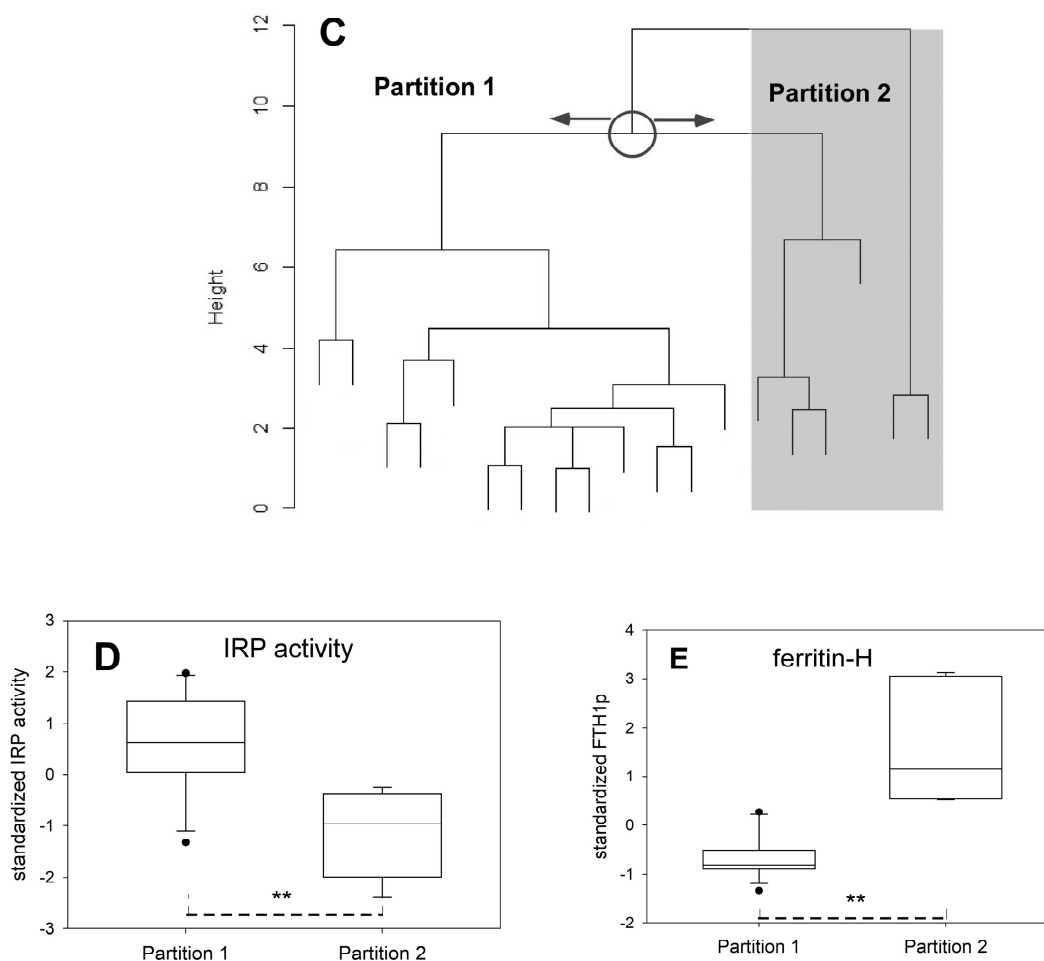 C
Partition 1
Partition 2
Height
12
10
8
6
4
2
0
D
IRP activity
standardized IRP activity
3
2
1
0
-1
-2
-3
**
Partition 1
Partition 2
E
ferritin-H
standardized FTH1p
4
3
2
1
0
-1
-2
**
Partition 1
Partition 2